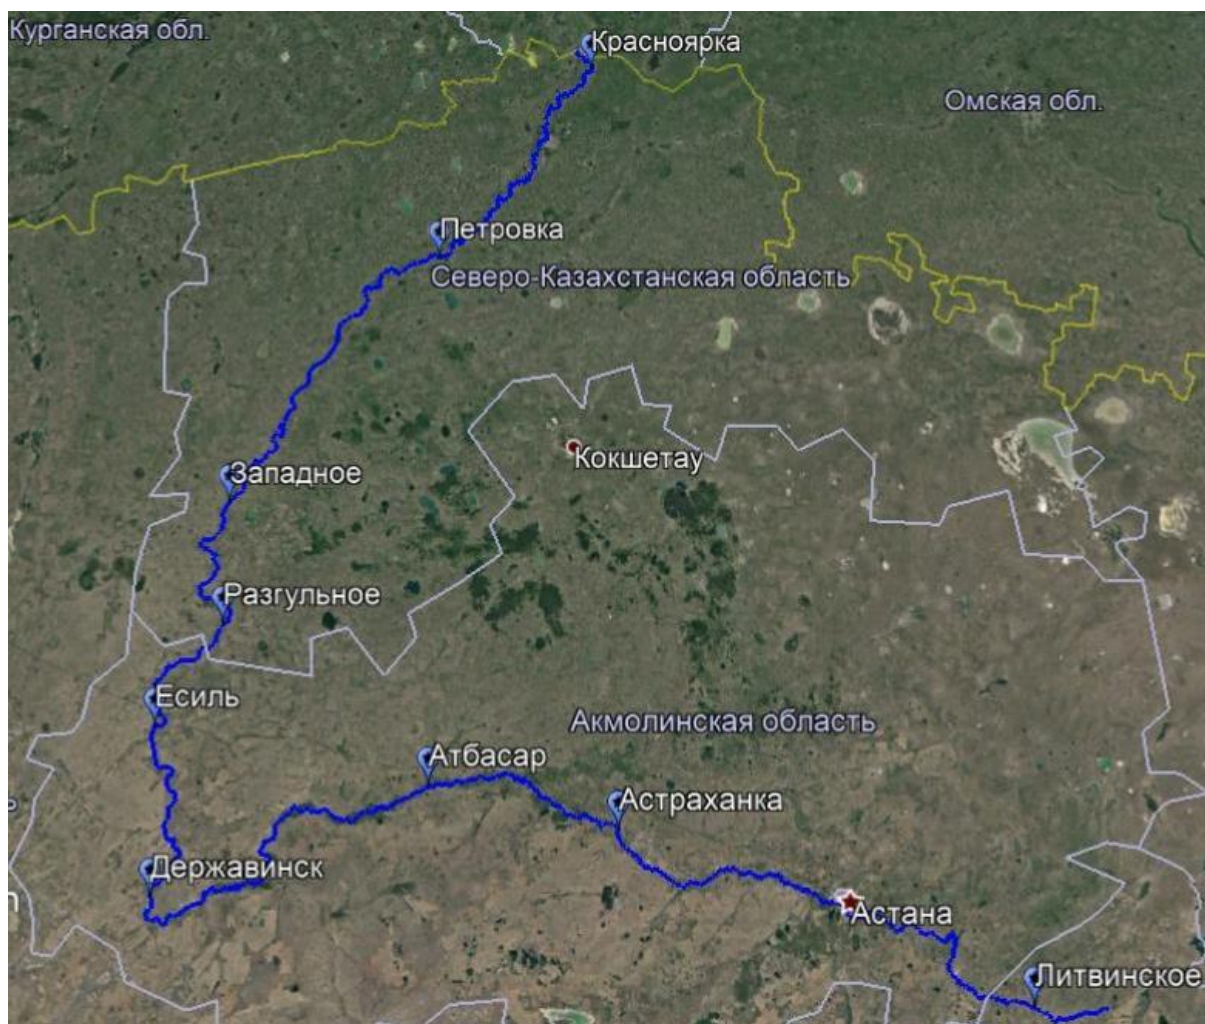 Курганская обл.
Красноярка
Омская обл.
Петровка
Северо-Казахстанская область
Кокшетау
Западное
Разгульное
Есиль
Акмолинская область
Атбасар
Астраханка
Державинск
Астана
Литвинское